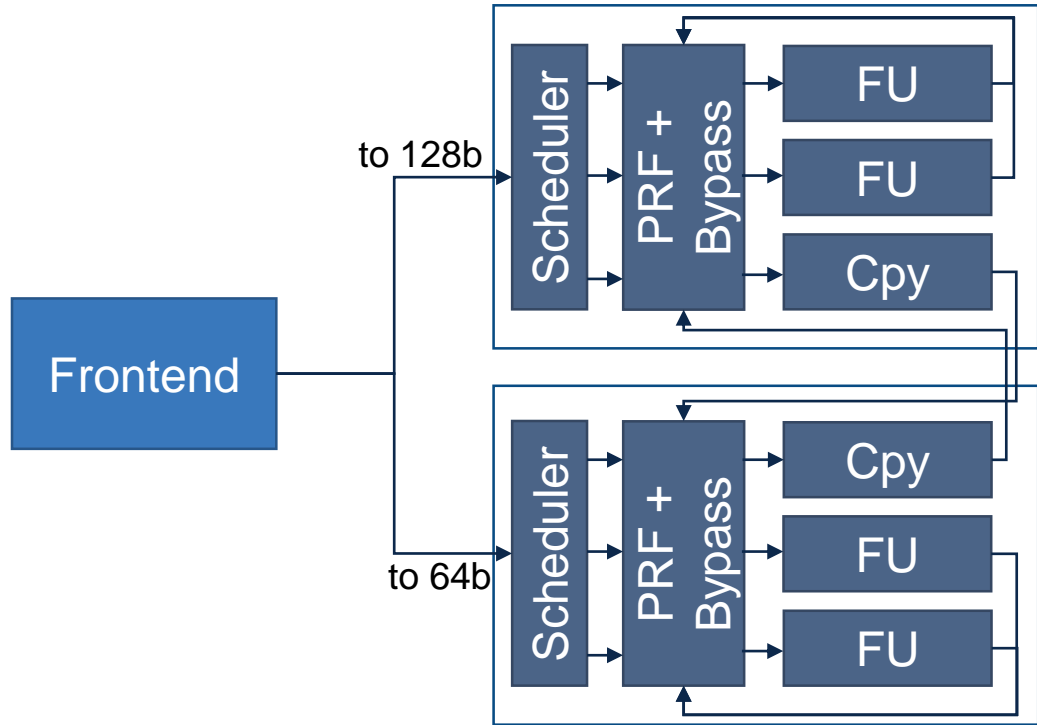 Frontend
to 128b
Scheduler
PRF +
Bypass
FU
FU
Cpy
to 64b
Scheduler
PRF +
Bypass
Cpy
FU
FU